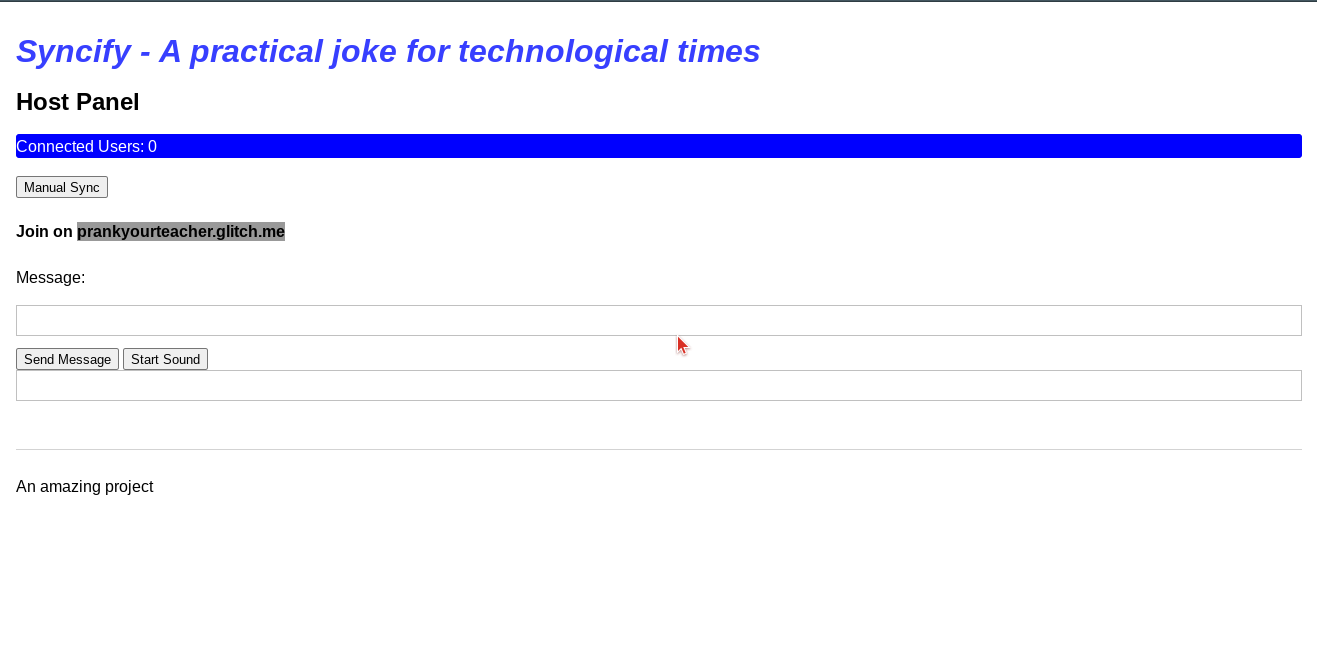 Syncify - A practical joke for technological times
Host Panel
Connected Users: 0
Manual Sync
Join on prankyourteacher.glitch.me
Message:
Send Message Start Sound
An amazing project